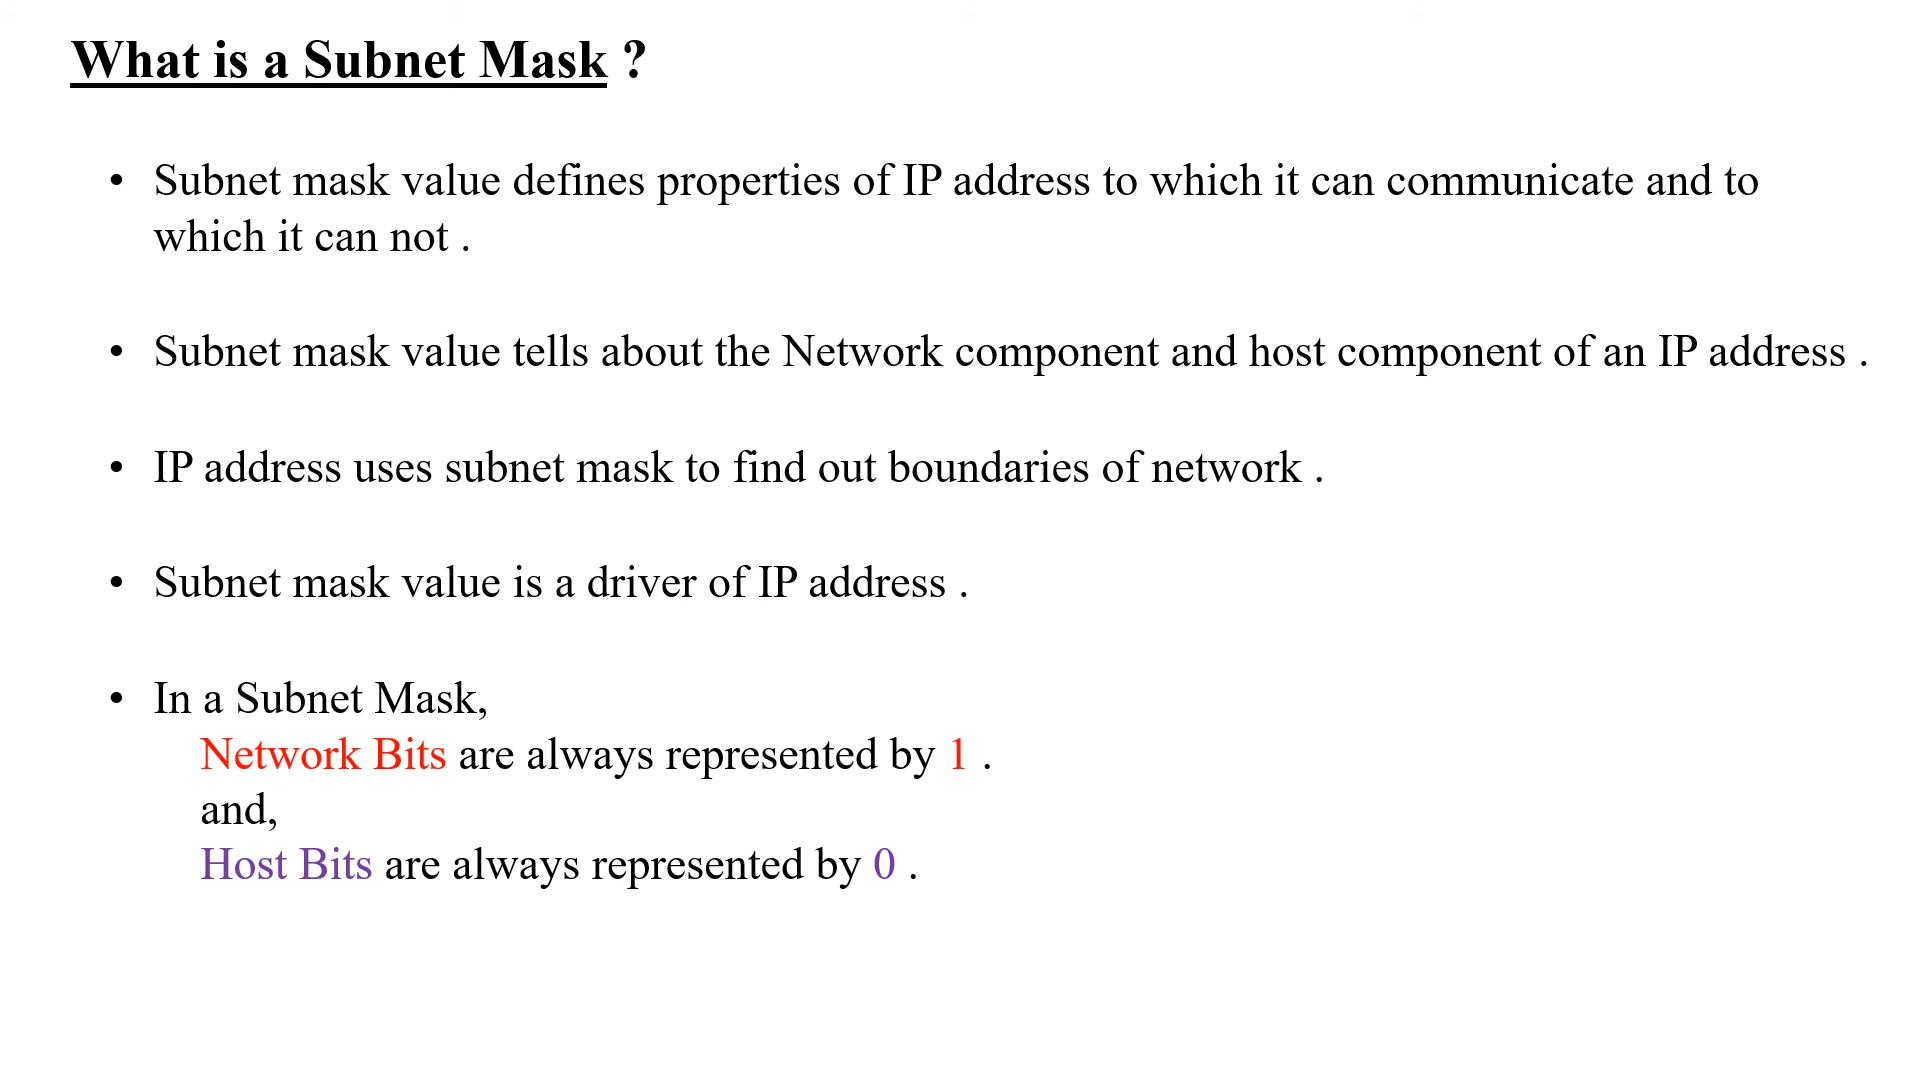 What is a Subnet Mask ?
• Subnet mask value defines properties of IP address to which it can communicate and to
which it can not .
• Subnet mask value tells about the Network component and host component of an IP address .
• IP address uses subnet mask to find out boundaries of network .
• Subnet mask value is a driver of IP address .
• In a Subnet Mask,
Network Bits are always represented by 1 .
and,
Host Bits are always represented by 0 .